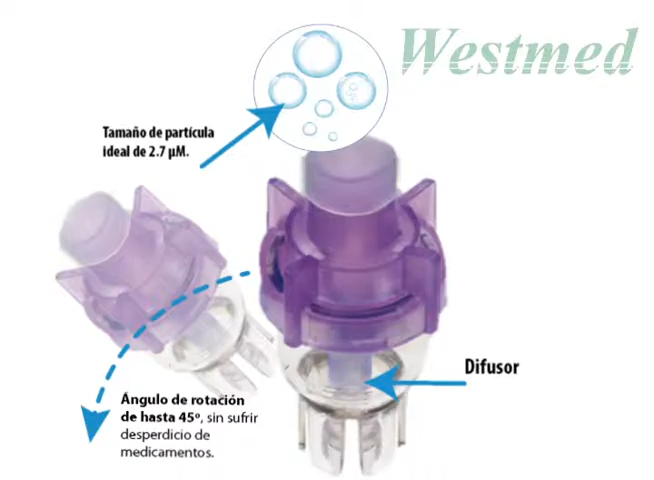 Westmed
Tamaño de partícula
ideal de 2.7 µM.
Difusor
Ángulo de rotación
de hasta 45º, sin sufrir
desperdicio de
medicamentos.